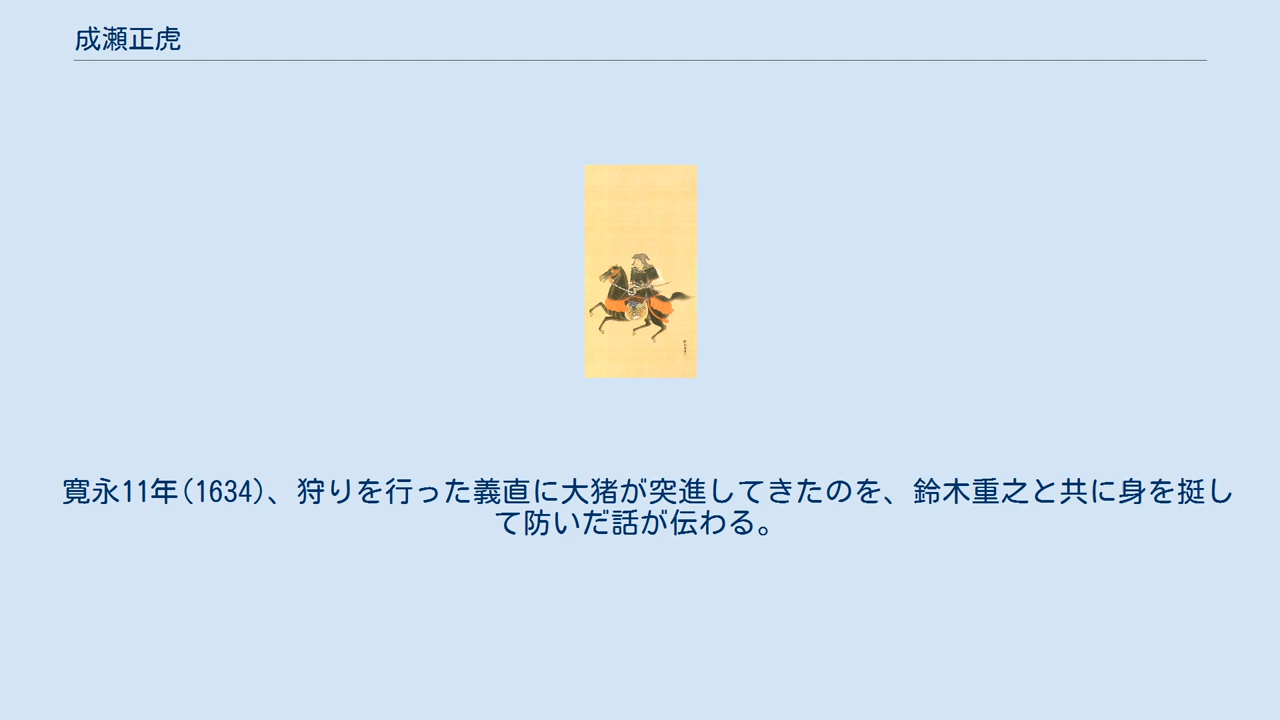 成瀬正虎
寛永11年(1634)、狩りを行った義直に大猪が突進してきたのを、鈴木重之と共に身を挺し
て防いだ話が伝わる。